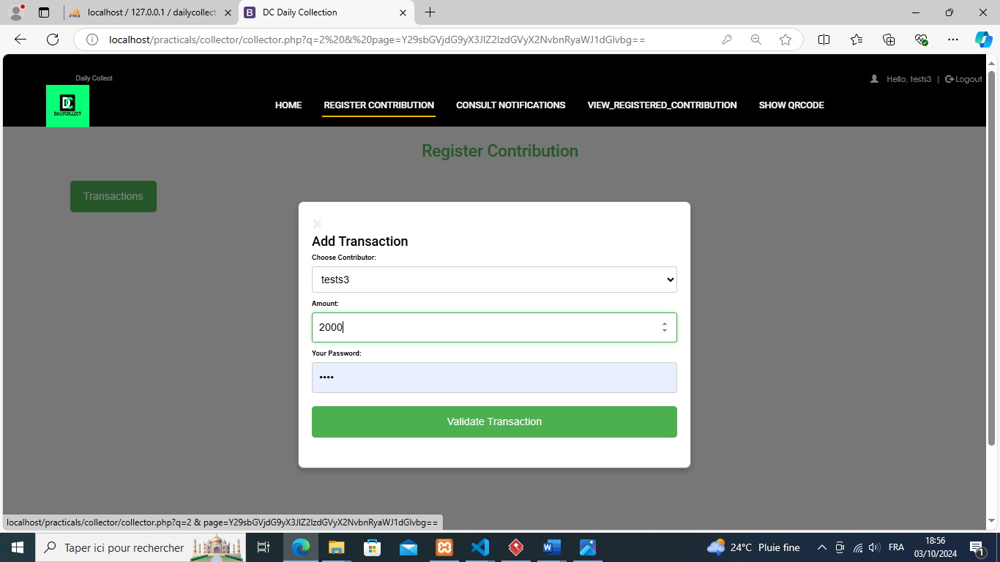 localhost / 127.0.0.1 / dailycollect
DC Daily Collection
localhost/practicals/collector/collector.php?q=2%20&%20page=Y29sbGVjdG9yX3JlZ2lzdGVyX2NvbnRyaWJ1dGlvbg==
Daily Collect
Hello, tests3 | Logout
DC
DAILYCOLLECT
HOME
REGISTER CONTRIBUTION
CONSULT NOTIFICATIONS
VIEW_REGISTERED_CONTRIBUTION
SHOW QRCODE
Register Contribution
Transactions
Add Transaction
Choose Contributor:
tests3
Amount:
2000
Your Password:
••••
Validate Transaction
localhost/practicals/collector/collector.php?q=2 & page=Y29sbGVjdG9yX3JlZ2lzdGVyX2NvbnRyaWJ1dGlvbg==
Taper ici pour rechercher
24°C Pluie fine
FRA
18:56
03/10/2024
1